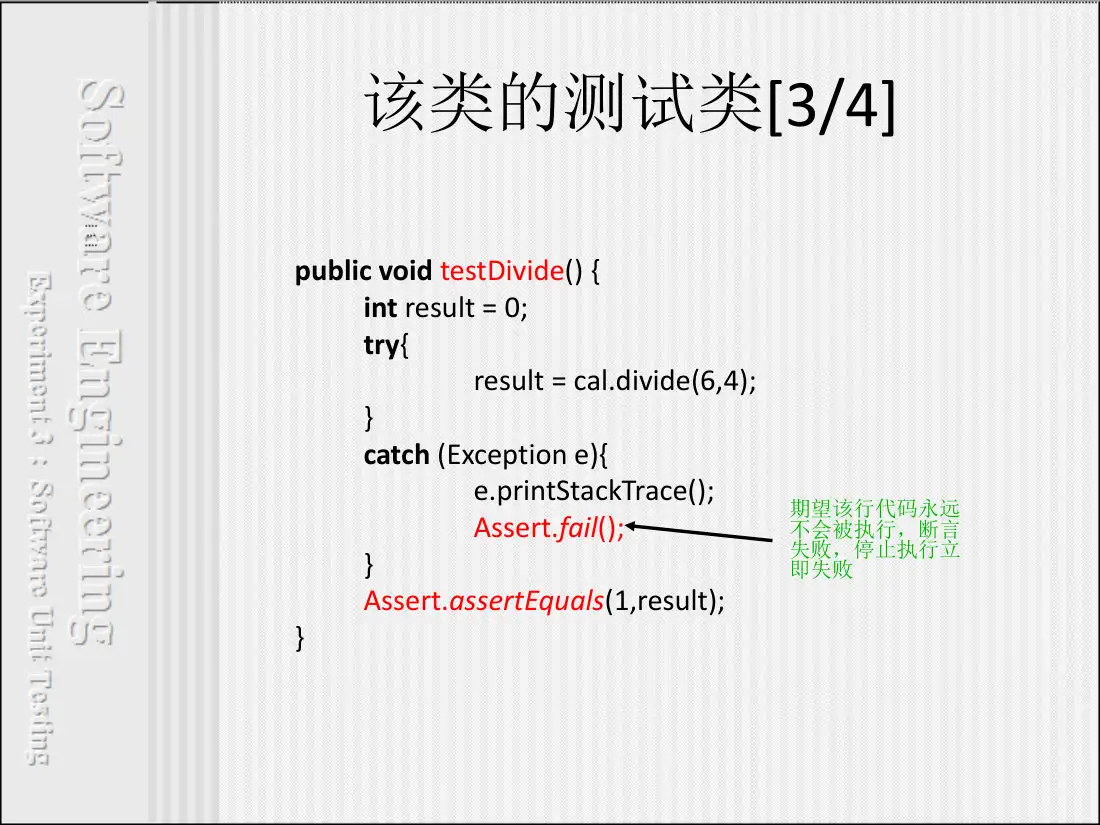 该类的测试类[3/4]
Software Engineering
Experiment3 : Software Unit Testing
public void testDivide() {
int result = 0;
try{
result = cal.divide(6,4);
}
catch (Exception e){
e.printStackTrace();
Assert.fail();
}
Assert.assertEquals(1,result);
}
期望该行代码永远
不会被执行，断言
失败，停止执行立
即失败